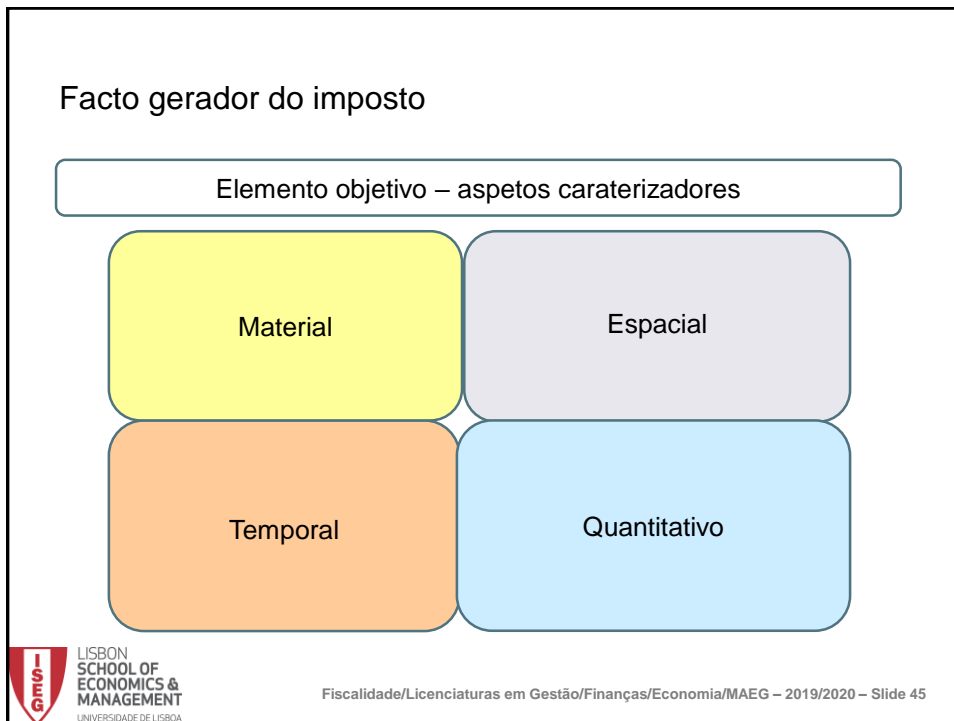 Facto gerador do imposto
Elemento objetivo – aspetos caraterizadores
Material
Espacial
Temporal
Quantitativo
ISEG
LISBON
SCHOOL OF
ECONOMICS &
MANAGEMENT
UNIVERSIDADE DE LISBOA
Fiscalidade/Licenciaturas em Gestão/Finanças/Economia/MAEG – 2019/2020 – Slide 45